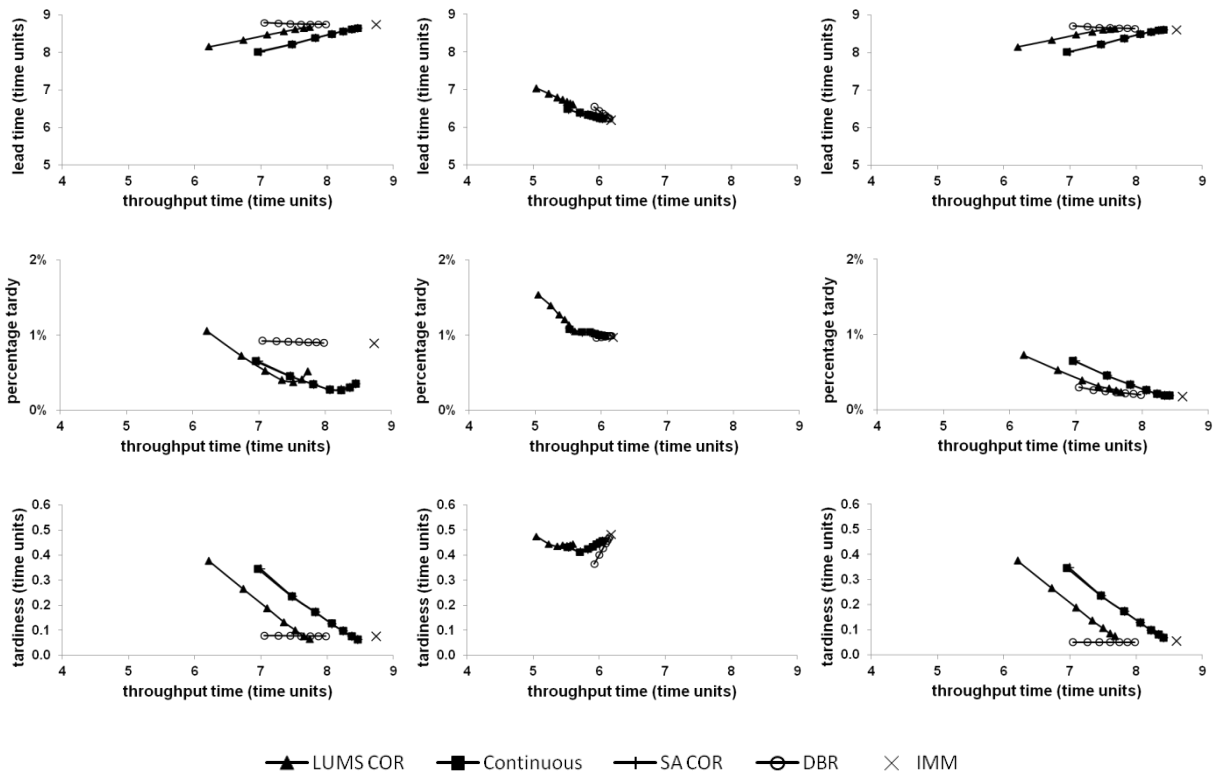 lead time (time units)
9
8
7
6
5
4 5 6 7 8 9
throughput time (time units)
lead time (time units)
9
8
7
6
5
4 5 6 7 8 9
throughput time (time units)
lead time (time units)
9
8
7
6
5
4 5 6 7 8 9
throughput time (time units)
percentage tardy
2%
1%
0%
4 5 6 7 8 9
throughput time (time units)
percentage tardy
2%
1%
0%
4 5 6 7 8 9
throughput time (time units)
percentage tardy
2%
1%
0%
4 5 6 7 8 9
throughput time (time units)
tardiness (time units)
0.6
0.5
0.4
0.3
0.2
0.1
0.0
4 5 6 7 8 9
throughput time (time units)
tardiness (time units)
0.6
0.5
0.4
0.3
0.2
0.1
0.0
4 5 6 7 8 9
throughput time (time units)
tardiness (time units)
0.6
0.5
0.4
0.3
0.2
0.1
0.0
4 5 6 7 8 9
throughput time (time units)
LUMS COR Continuous SA COR DBR IMM